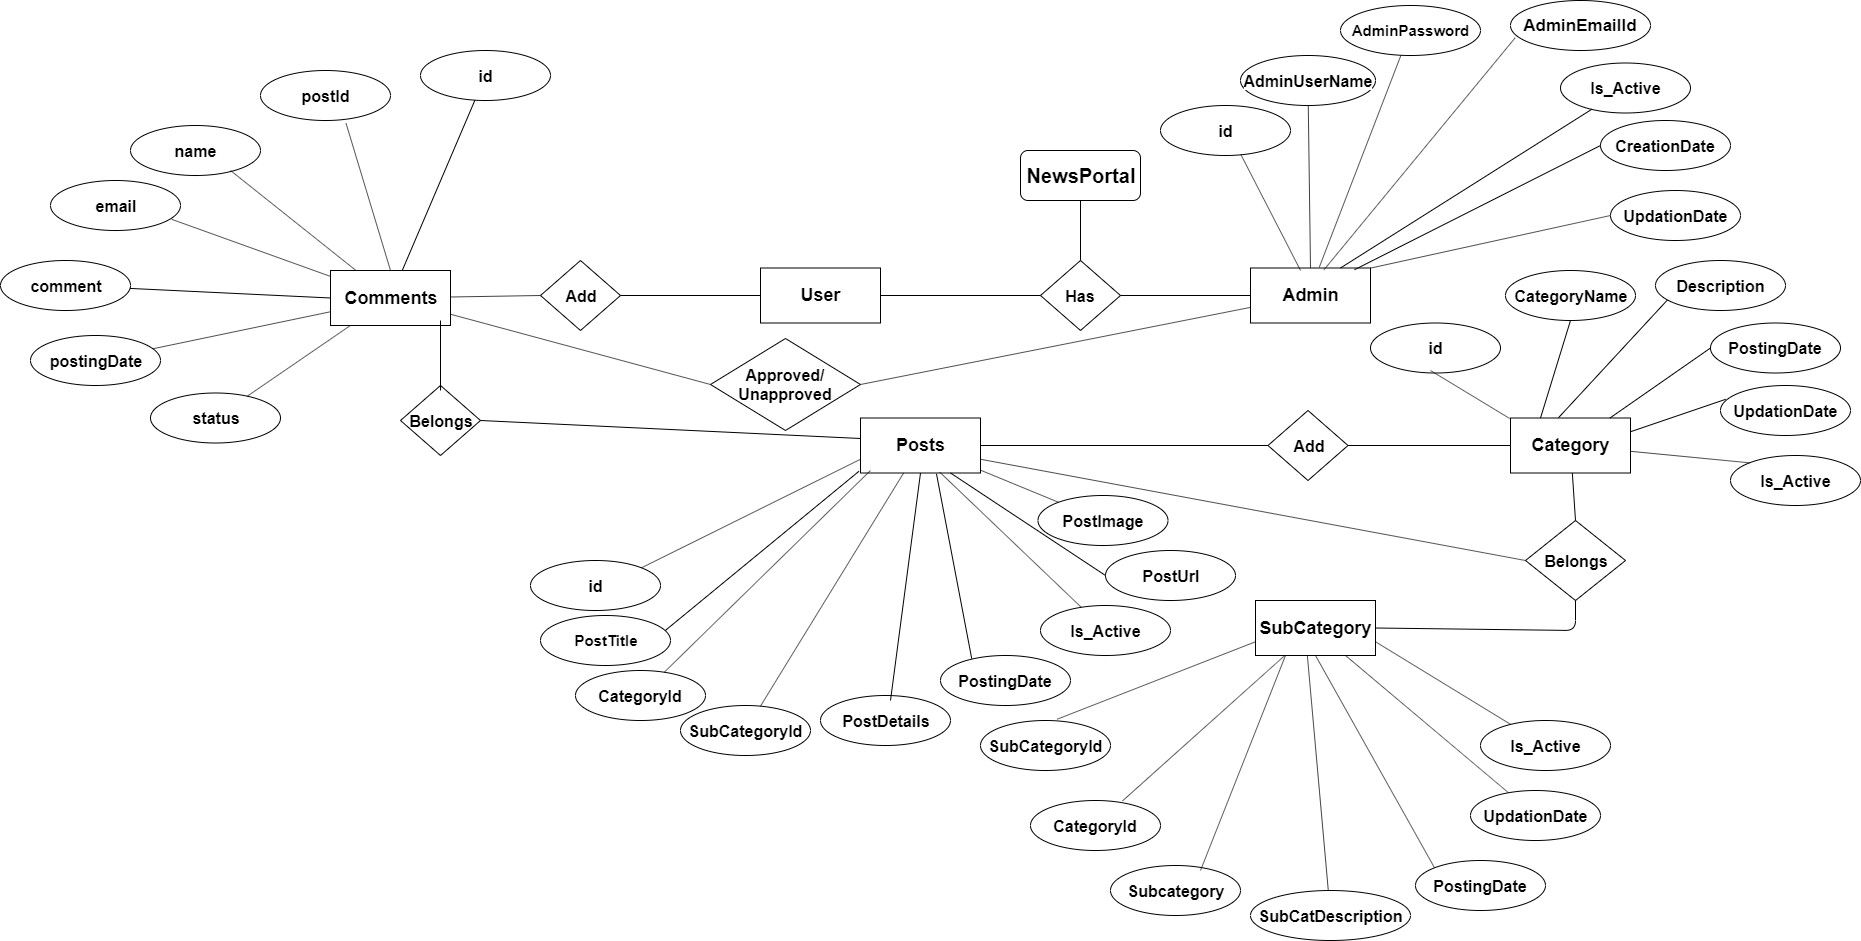 AdminPassword
AdminEmailId
id
AdminUserName
Is_Active
postId
id
CreationDate
name
NewsPortal
email
UpdationDate
comment
Comments
Add
User
Has
Admin
CategoryName
Description
postingDate
id
PostingDate
Approved/
Unapproved
status
Belongs
UpdationDate
Posts
Add
Category
Is_Active
PostImage
Belongs
id
PostUrl
PostTitle
Is_Active
SubCategory
CategoryId
PostingDate
SubCategoryId
PostDetails
SubCategoryId
Is_Active
CategoryId
UpdationDate
Subcategory
PostingDate
SubCatDescription